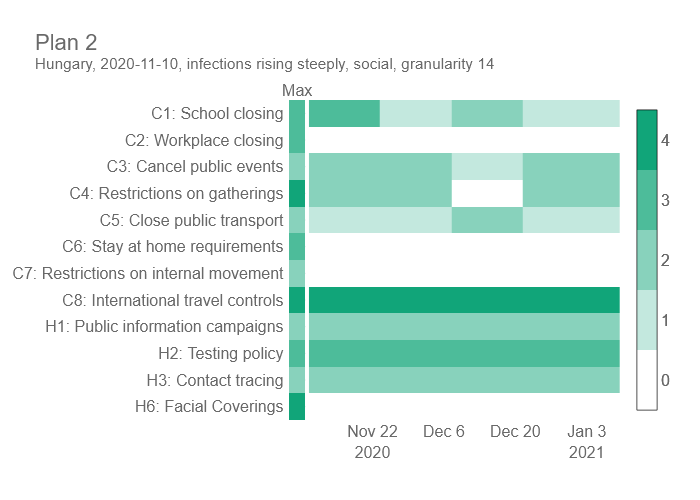 Plan 2
Hungary, 2020-11-10, infections rising steeply, social, granularity 14
Max
C1: School closing
C2: Workplace closing
C3: Cancel public events
C4: Restrictions on gatherings
C5: Close public transport
C6: Stay at home requirements
C7: Restrictions on internal movement
C8: International travel controls
H1: Public information campaigns
H2: Testing policy
H3: Contact tracing
H6: Facial Coverings
4
3
2
1
0
Nov 22 Dec 6 Dec 20 Jan 3
2020 2021